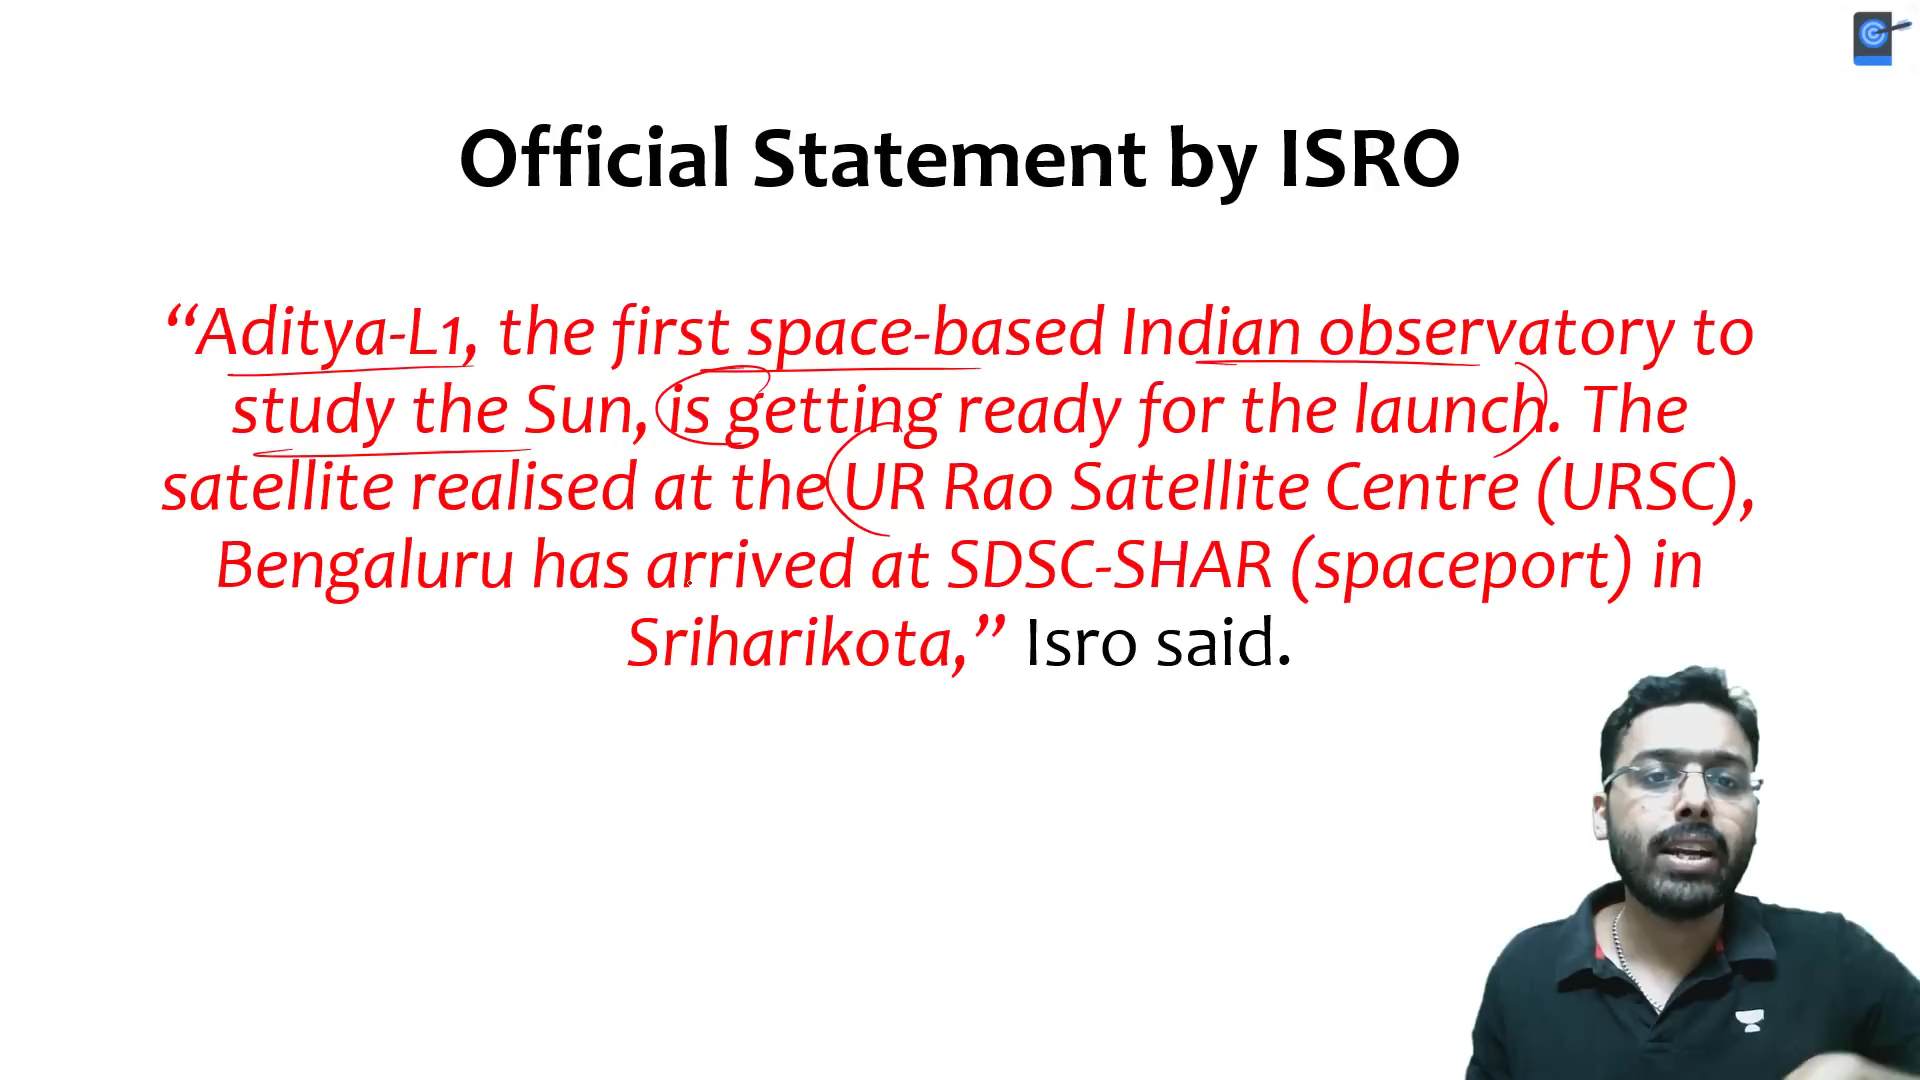 Official Statement by ISRO
“Aditya-L1, the first space-based Indian observatory to
study the Sun, is getting ready for the launch. The
satellite realised at the UR Rao Satellite Centre (URSC),
Bengaluru has arrived at SDSC-SHAR (spaceport) in
Sriharikota,” Isro said.